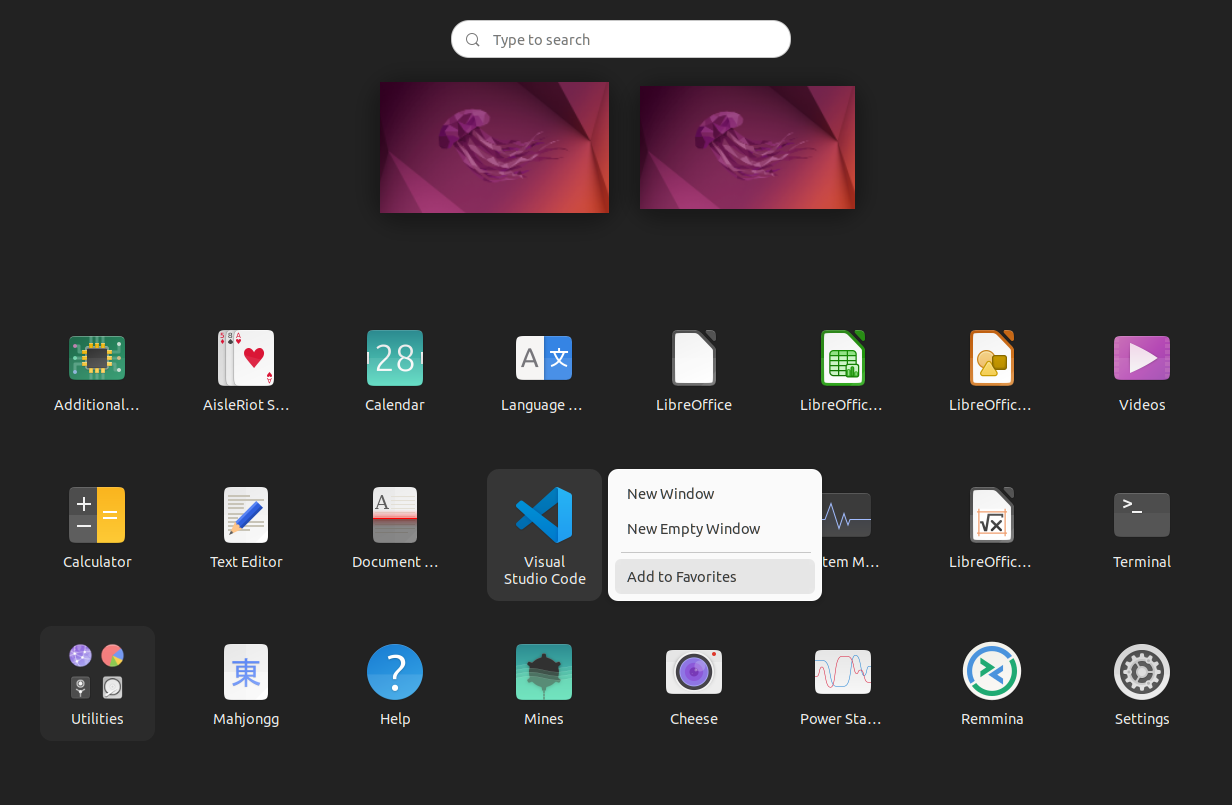 Type to search
Additional...
AisleRiot S...
Calendar
Language ...
LibreOffice
LibreOffic...
LibreOffic...
Videos
28
A 文
Calculator
Text Editor
Document ...
Visual
Studio Code
New Window
New Empty Window
Add to Favorites
tem M...
LibreOffic...
Terminal
Utilities
東
Mahjongg
Help
Mines
Cheese
Power Sta...
Remmina
Settings